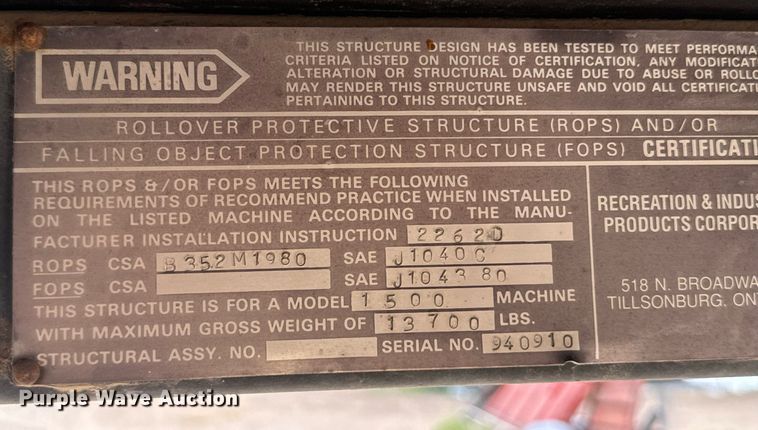 WARNING
THIS STRUCTURE DESIGN HAS BEEN TESTED TO MEET PERFORMA
CRITERIA LISTED ON NOTICE OF CERTIFICATION. ANY MODIFICAT
ALTERATION OR STRUCTURAL DAMAGE DUE TO ABUSE OR ROLLO
MAY RENDER THIS STRUCTURE UNSAFE AND VOID ALL CERTIFICAT
PERTAINING TO THIS STRUCTURE.
ROLLOVER PROTECTIVE STRUCTURE (ROPS) AND/OR
FALLING OBJECT PROTECTION STRUCTURE (FOPS) CERTIFICATI
THIS ROPS &/OR FOPS MEETS THE FOLLOWING
REQUIREMENTS OF RECOMMEND PRACTICE WHEN INSTALLED
ON THE LISTED MACHINE ACCORDING TO THE MANU-
FACTURER INSTALLATION INSTRUCTION 22620
ROPS CSA B352M1980 SAE J1040C
FOPS CSA SAE J104380
THIS STRUCTURE IS FOR A MODEL 1500 MACHINE
WITH MAXIMUM GROSS WEIGHT OF 13700 LBS.
STRUCTURAL ASSY. NO. SERIAL NO. 940910
RECREATION & INDUS
PRODUCTS CORPOR
518 N. BROADWA
TILLSONBURG, ON
Purple Wave Auction